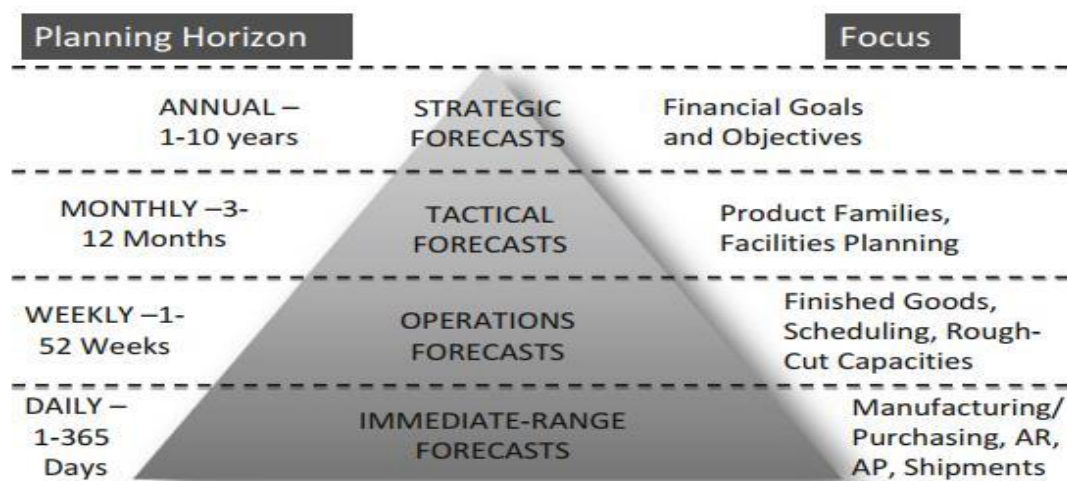 Planning Horizon
Focus
ANNUAL –
1-10 years
STRATEGIC
FORECASTS
Financial Goals
and Objectives
MONTHLY –3-
12 Months
TACTICAL
FORECASTS
Product Families,
Facilities Planning
WEEKLY –1-
52 Weeks
OPERATIONS
FORECASTS
Finished Goods,
Scheduling, Rough-
Cut Capacities
DAILY –
1-365
Days
IMMEDIATE-RANGE
FORECASTS
Manufacturing/
Purchasing, AR,
AP, Shipments